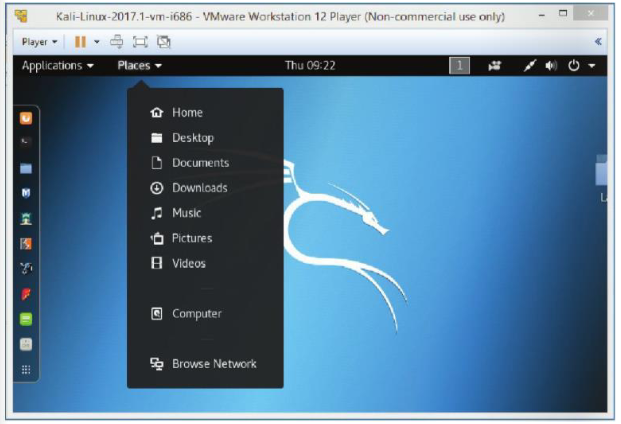 Kali-Linux-2017.1-vm-i686 - VMware Workstation 12 Player (Non-commercial use only)
Player
Applications Places Thu 09:22 1
Home
Desktop
Documents
Downloads
Music
Pictures
Videos
Computer
Browse Network